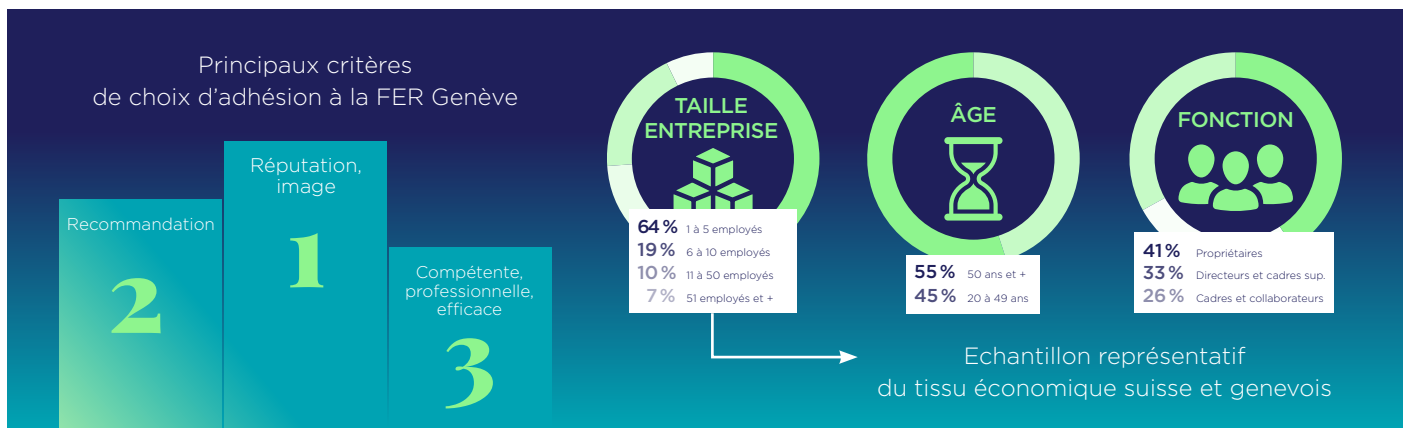 Principaux critères
de choix d'adhésion à la FER Genève
Recommandation
2
Réputation,
image
1
Compétente,
professionnelle,
efficace
3
TAILLE
ENTREPRISE
64 % 1 à 5 employés
19 % 6 à 10 employés
10 % 11 à 50 employés
7 % 51 employés et +
ÂGE
55 % 50 ans et +
45 % 20 à 49 ans
FONCTION
41 % Propriétaires
33 % Directeurs et cadres sup.
26 % Cadres et collaborateurs
Echantillon représentatif
du tissu économique suisse et genevois